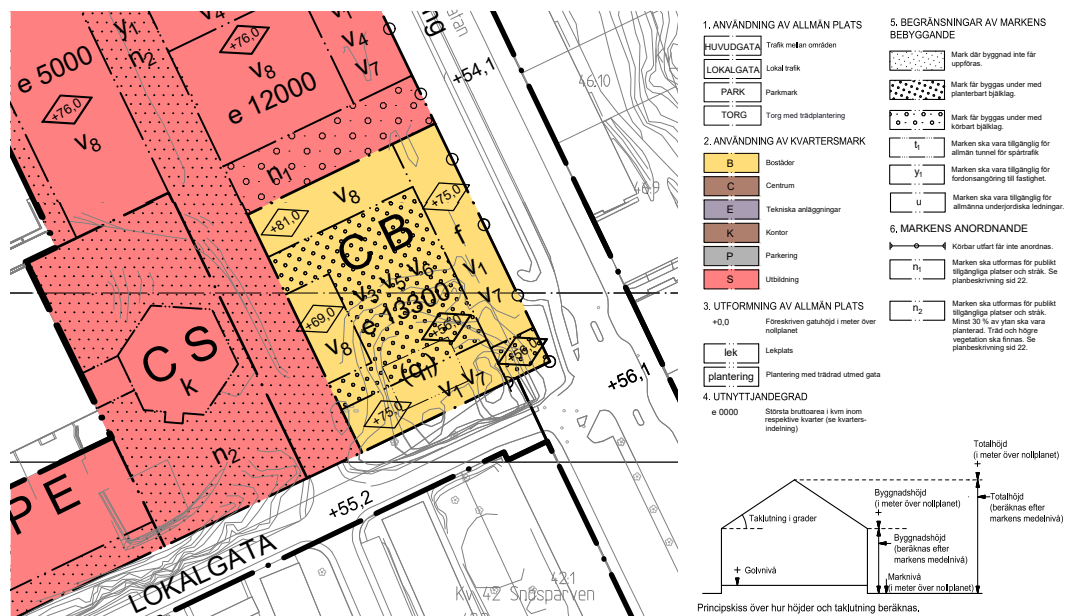 e 5000
+76,0
v8
y1
n2
v4
+76,0
v8
e 12000
v4
v7
n1
+54,1
46.10
46.9
v8
+81,0
+75,0
C B
f
v3 v5 v6
v1
e 13300
v7
+69,0
v8
(q1)
v1 v7
+75,0
+56,1
C S
k
n2
P E
+55,2
LOKALGATA
42:1
Kv 42 Snösparven
1. ANVÄNDNING AV ALLMÄN PLATS
HUVUDGATA Trafik mellan områden
LOKALGATA Lokal trafik
PARK Parkmark
TORG Torg med trädplantering
2. ANVÄNDNING AV KVARTERSMARK
B Bostäder
C Centrum
E Tekniska anläggningar
K Kontor
P Parkering
S Utbildning
3. UTFORMNING AV ALLMÄN PLATS
+0,0 Föreskriven gatuhöjd i meter över
nollplanet
lek Lekplats
plantering Plantering med trädrad utmed gata
4. UTNYTTJANDEGRAD
e 0000 Största bruttoarea i kvm inom
respektive kvarter (se kvarters-
indelning)
5. BEGRÄNSNINGAR AV MARKENS
BEBYGGANDE
Mark där byggnad inte får
uppföras.
Mark får byggas under med
planterbart bjälklag.
Mark får byggas under med
körbart bjälklag.
t1 Marken ska vara tillgänglig för
allmän tunnel för spårtrafik
y1 Marken ska vara tillgänglig för
fordonsangöring till fastighet.
u Marken ska vara tillgänglig för
allmänna underjordiska ledningar.
6. MARKENS ANORDNANDE
Körbar utfart får inte anordnas.
n1 Marken ska utformas för publikt
tillgängliga platser och stråk. Se
planbeskrivning sid 22.
n2 Marken ska utformas för publikt
tillgängliga platser och stråk.
Minst 30 % av ytan ska vara
planterad. Träd och högre
vegetation ska finnas. Se
planbeskrivning sid 22.
Totalhöjd
(i meter över nollplanet)
+
Byggnadshöjd
(i meter över nollplanet)
+
Totalhöjd
(beräknas efter
markens medelnivå)
Taklutning i grader
Byggnadshöjd
(beräknas efter
markens medelnivå)
+ Golvnivå
Marknivå
(i meter över nollplanet)
Principskiss över hur höjder och taklutning beräknas,